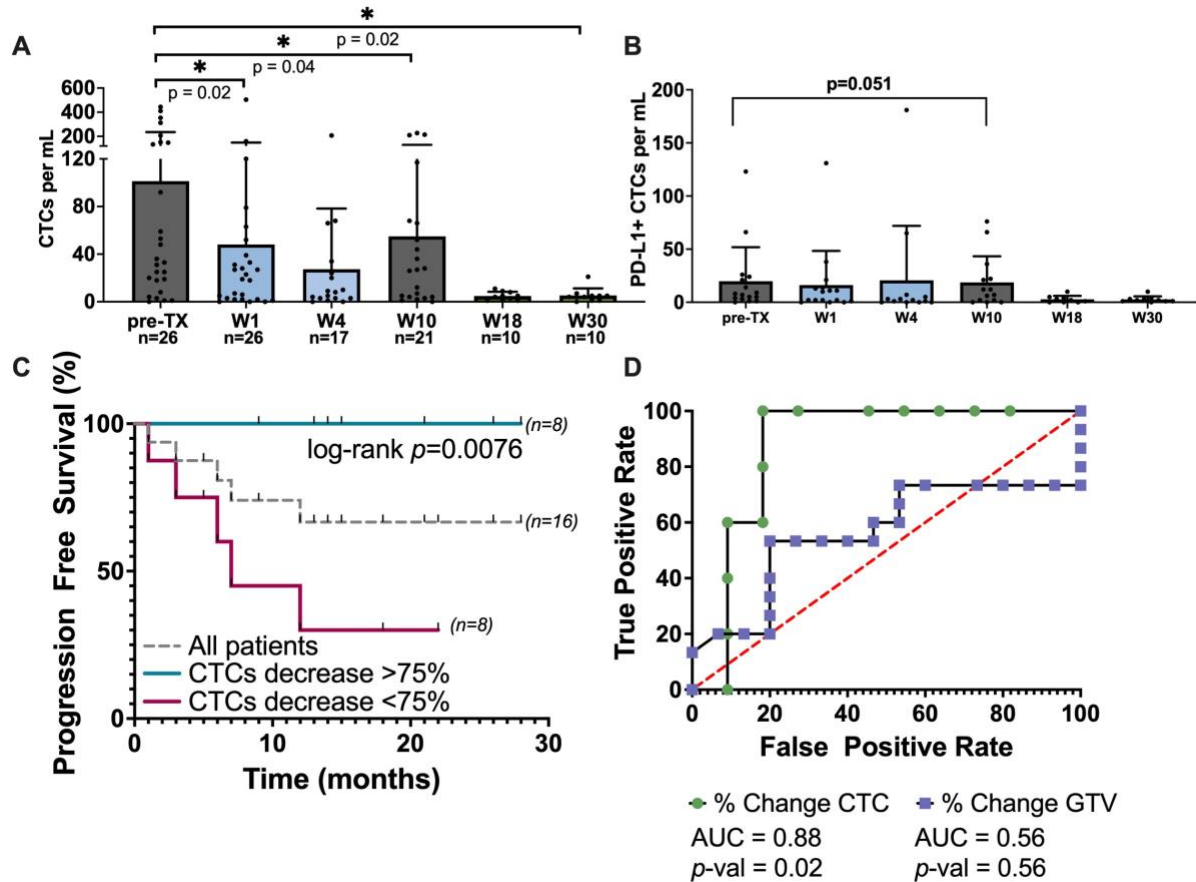 A
*
p = 0.02
*
p = 0.04
*
p = 0.02
CTCs per mL
600
400
200
120
80
40
0
pre-TX W1 W4 W10 W18 W30
n=26 n=26 n=17 n=21 n=10 n=10
B
p=0.051
PD-L1+ CTCs per mL
200
150
100
50
0
pre-TX W1 W4 W10 W18 W30
C
Progression Free Survival (%)
100
50
0
log-rank p=0.0076
(n=8)
(n=16)
(n=8)
All patients
CTCs decrease >75%
CTCs decrease <75%
0 10 20 30
Time (months)
D
True Positive Rate
100
80
60
40
20
0
0 20 40 60 80 100
False Positive Rate
% Change CTC
AUC = 0.88
p-val = 0.02
% Change GTV
AUC = 0.56
p-val = 0.56